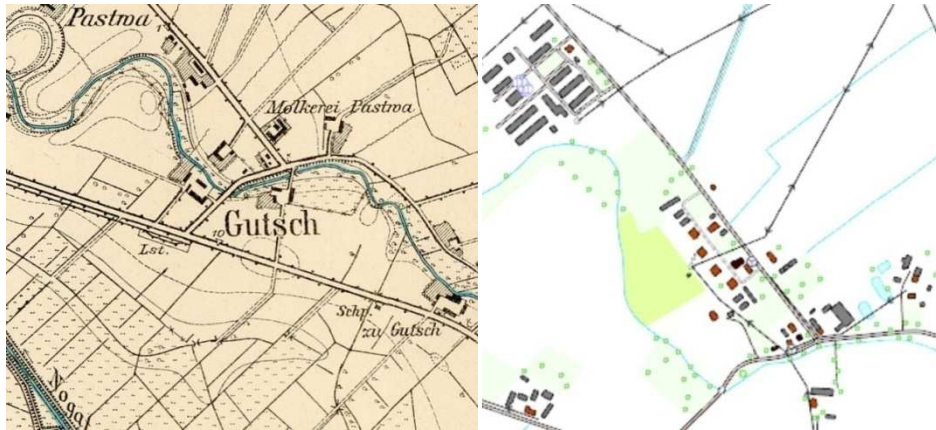 Pastwa
Molkerei Pastwa
10 Gutsch
Lst.
Schp.
zu Gutsch
Nogat